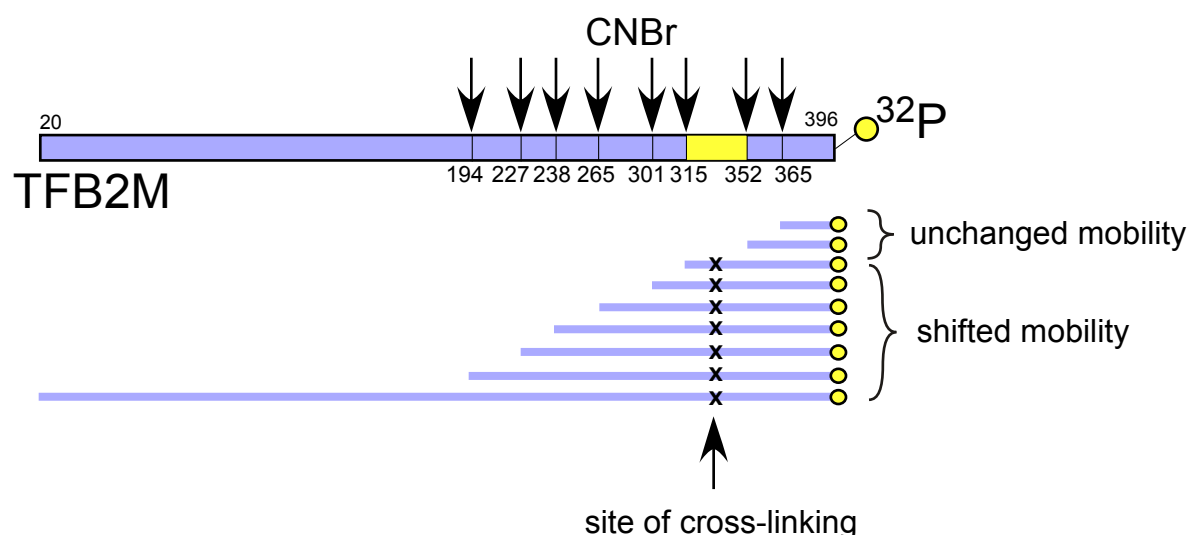 CNBr
20
396
32P
194 227 238 265 301 315 352 365
TFB2M
unchanged mobility
x
x
x
x
shifted mobility
x
x
x
site of cross-linking